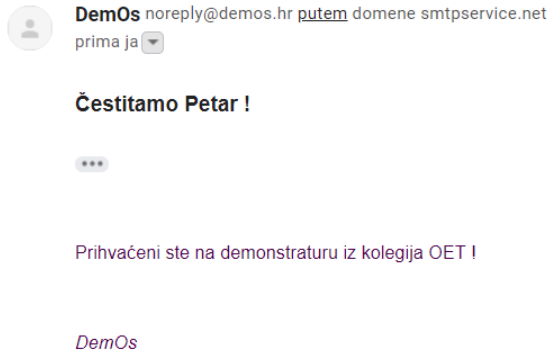 DemOs noreply@demos.hr putem domene smtpservice.net
prima ja
Čestitamo Petar !
Prihvaćeni ste na demonstraturu iz kolegija OET !
DemOs